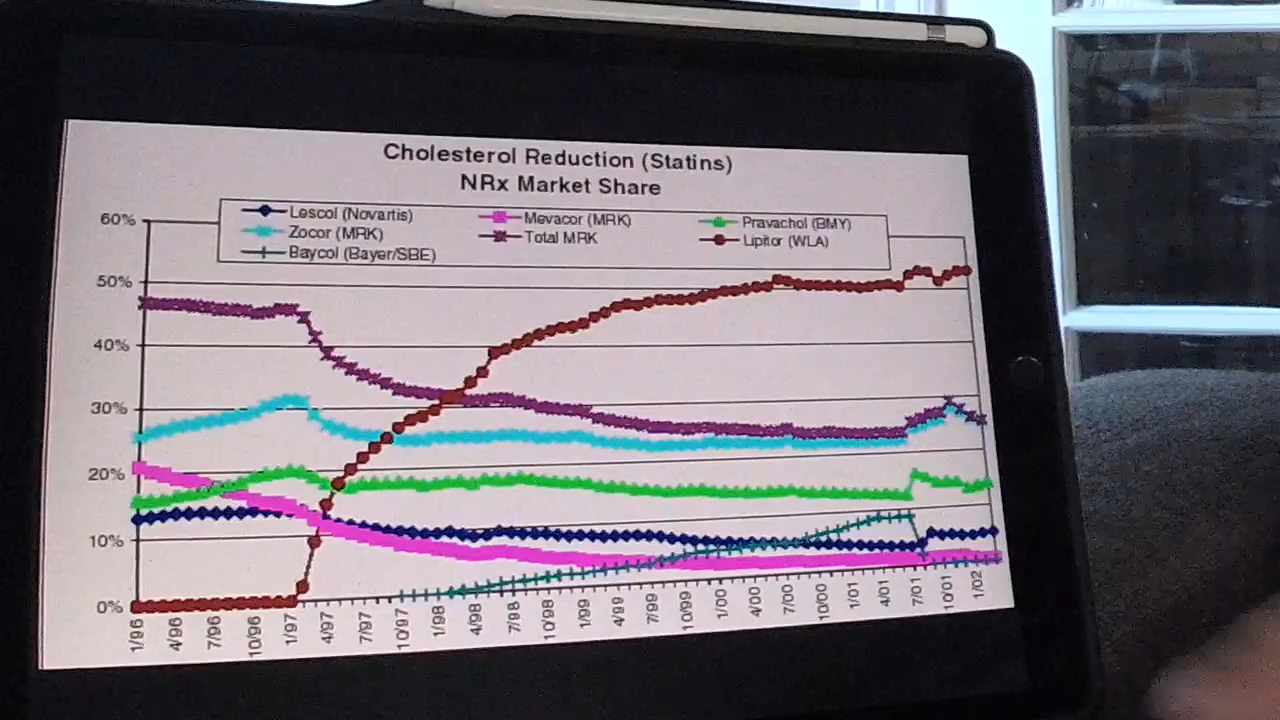 Cholesterol Reduction (Statins)
NRx Market Share
Lescol (Novartis) Mevacor (MRK) Pravachol (BMY)
Zocor (MRK) Total MRK Lipitor (WLA)
Baycol (Bayer/SBE)
60%
50%
40%
30%
20%
10%
0%
1/96 4/96 7/96 10/96 1/97 4/97 7/97 10/97 1/98 4/98 7/98 10/98 1/99 4/99 7/99 10/99 1/00 4/00 7/00 10/00 1/01 4/01 7/01 10/01 1/02